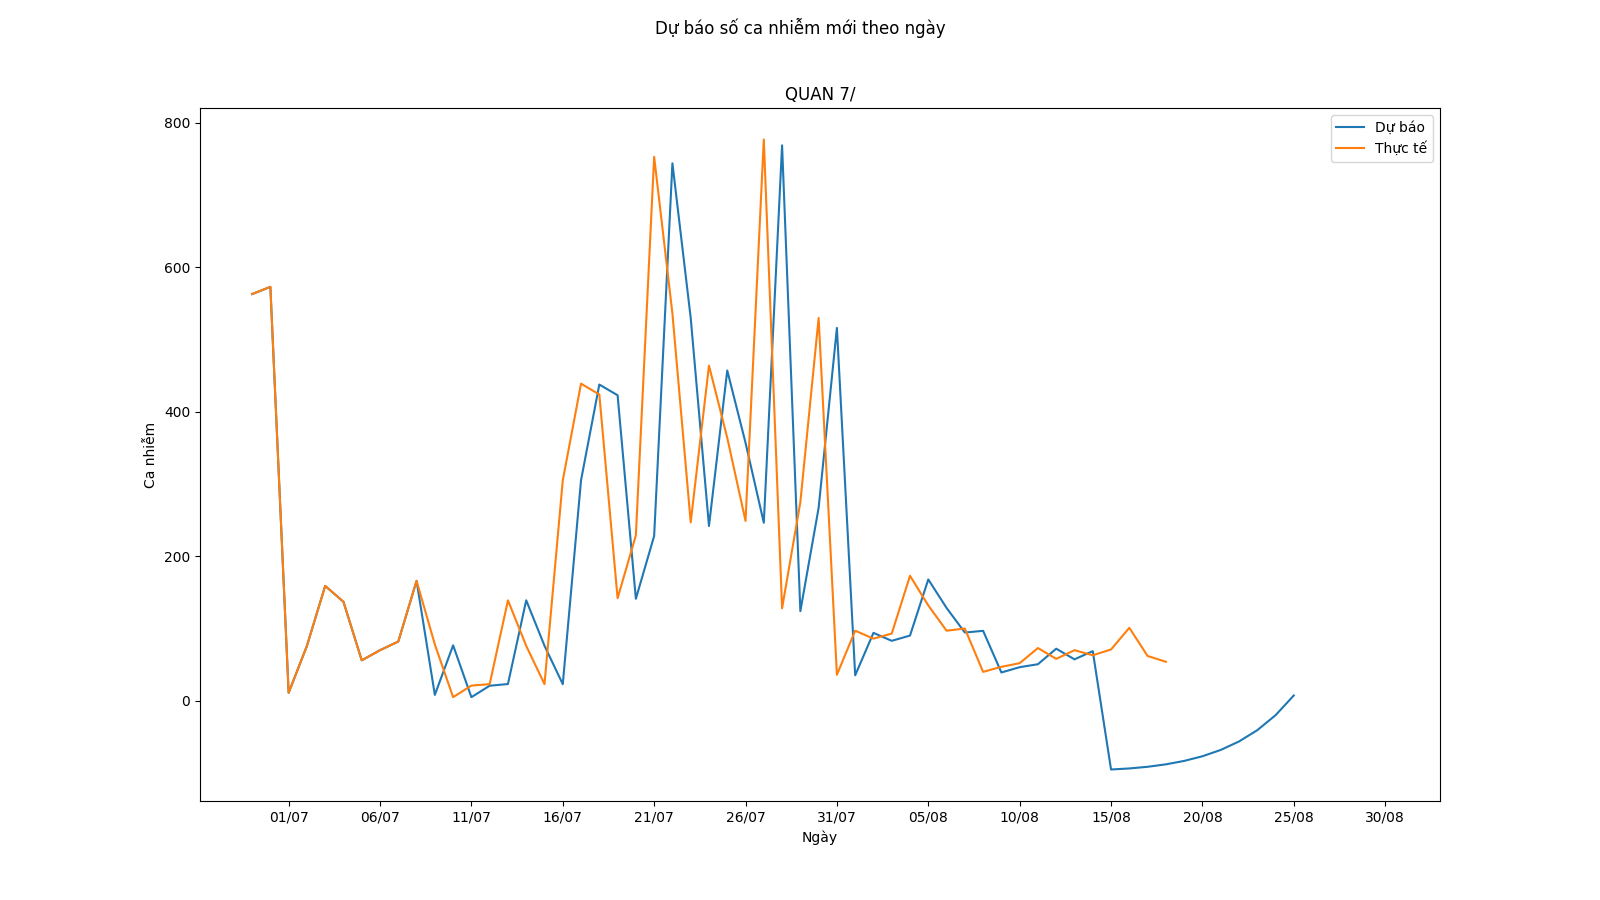 Dự báo số ca nhiễm mới theo ngày
QUAN 7/
Dự báo
Thực tế
800
600
400
200
0
Ca nhiễm
01/07 06/07 11/07 16/07 21/07 26/07 31/07 05/08 10/08 15/08 20/08 25/08 30/08
Ngày